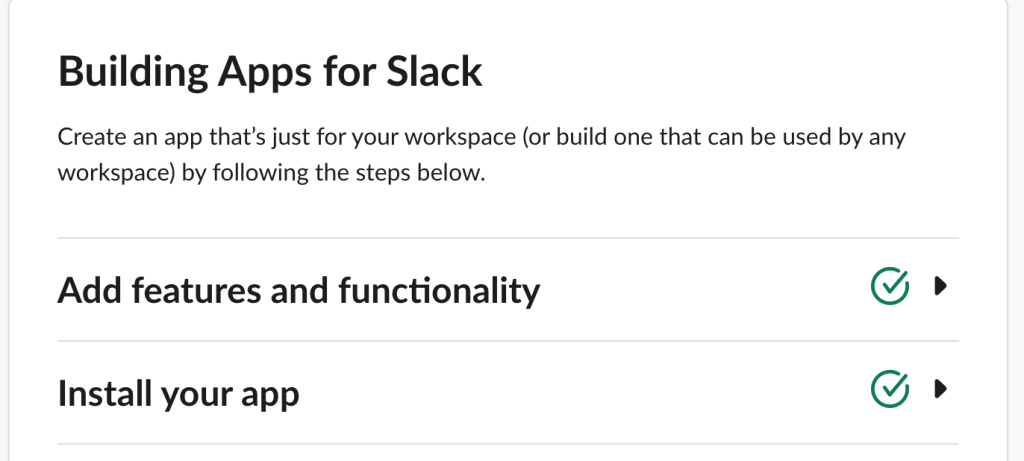 Building Apps for Slack
Create an app that’s just for your workspace (or build one that can be used by any
workspace) by following the steps below.
Add features and functionality
Install your app